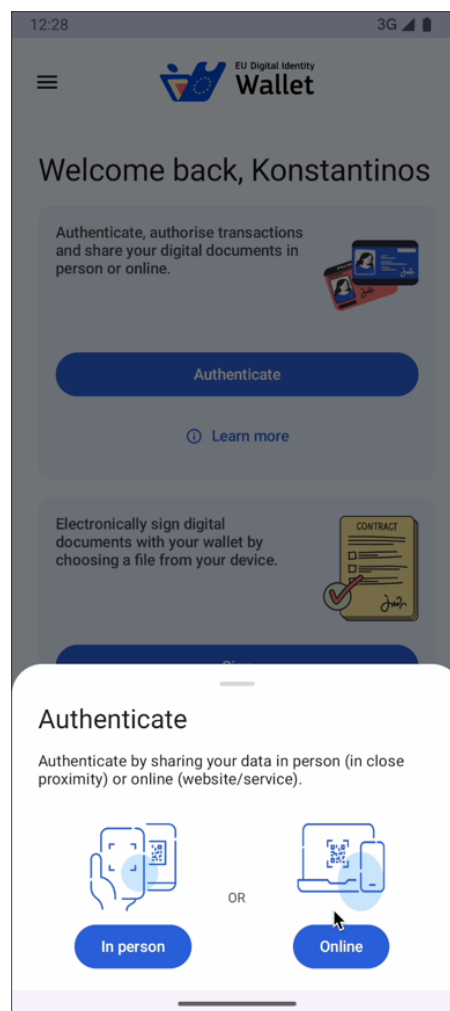 12:28
3G
EU Digital Identity
Wallet
Welcome back, Konstantinos
Authenticate, authorise transactions
and share your digital documents in
person or online.
Authenticate
Learn more
Electronically sign digital
documents with your wallet by
choosing a file from your device.
CONTRACT
Authenticate
Authenticate by sharing your data in person (in close
proximity) or online (website/service).
OR
In person
Online